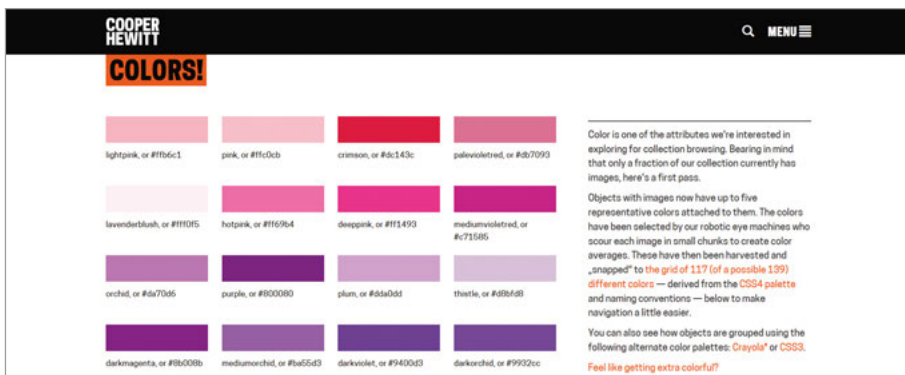 COOPER
HEWITT
MENU
COLORS!
lightpink, or #ffb6c1
pink, or #ffc0cb
crimson, or #dc143c
palevioletred, or #db7093
lavenderblush, or #fff0f5
hotpink, or #ff69b4
deeppink, or #ff1493
mediumvioletred, or
#c71585
orchid, or #da70d6
purple, or #800080
plum, or #dda0dd
thistle, or #d8bfd8
darkmagenta, or #8b008b
mediumorchid, or #ba55d3
darkviolet, or #9400d3
darkorchid, or #9932cc
Color is one of the attributes we're interested in
exploring for collection browsing. Bearing in mind
that only a fraction of our collection currently has
images, here's a first pass.
Objects with images now have up to five
representative colors attached to them. The colors
have been selected by our robotic eye machines who
scour each image in small chunks to create color
averages. These have then been harvested and
„snapped" to the grid of 117 (of a possible 139)
different colors — derived from the CSS4 palette
and naming conventions — below to make
navigation a little easier.
You can also see how objects are grouped using the
following alternate color palettes: Crayola* or CSS3.
Feel like getting extra colorful?